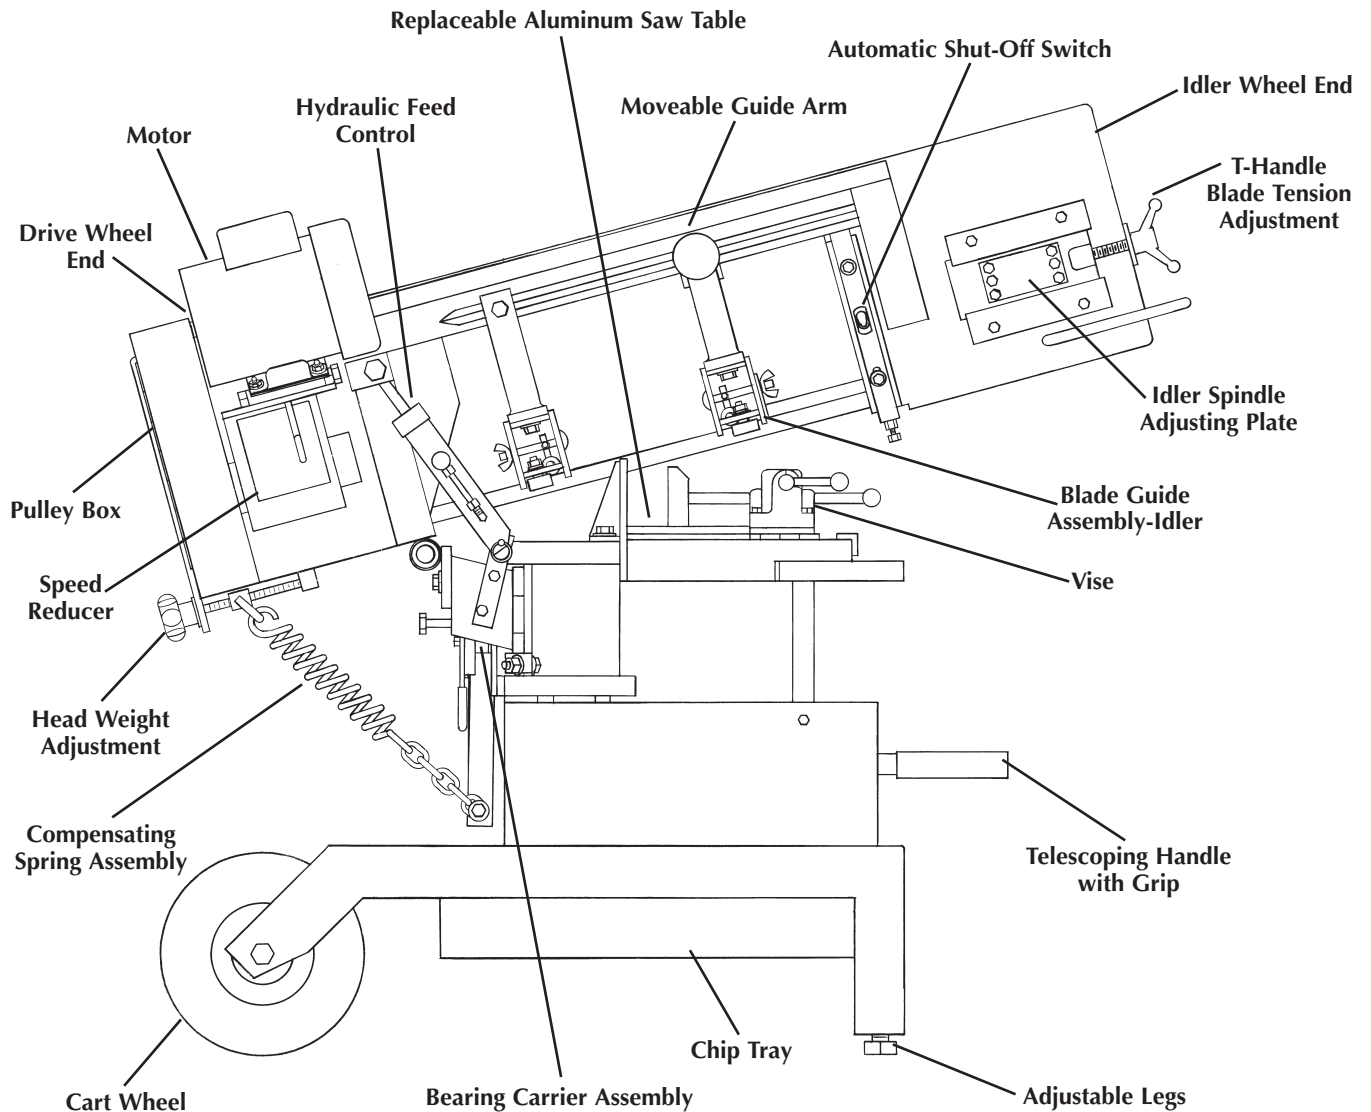 Replaceable Aluminum Saw Table
Automatic Shut-Off Switch
Idler Wheel End
Hydraulic Feed
Control
Moveable Guide Arm
Motor
T-Handle
Blade Tension
Adjustment
Drive Wheel
End
Idler Spindle
Adjusting Plate
Pulley Box
Blade Guide
Assembly-Idler
Speed
Reducer
Vise
Head Weight
Adjustment
Compensating
Spring Assembly
Telescoping Handle
with Grip
Chip Tray
Cart Wheel
Bearing Carrier Assembly
Adjustable Legs